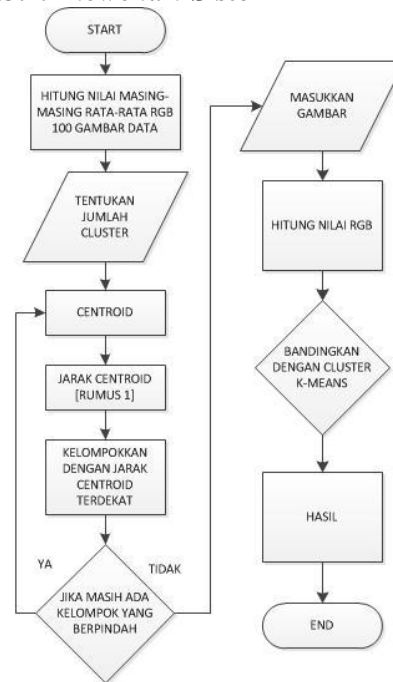 START
HITUNG NILAI MASING-
MASING RATA-RATA RGB
100 GAMBAR DATA
TENTUKAN
JUMLAH
CLUSTER
CENTROID
JARAK CENTROID
[RUMUS 1]
KELOMPOKKAN
DENGAN JARAK
CENTROID
TERDEKAT
YA
TIDAK
JIKA MASIH ADA
KELOMPOK YANG
BERPINDAH
MASUKKAN
GAMBAR
HITUNG NILAI RGB
BANDINGKAN
DENGAN CLUSTER
K-MEANS
HASIL
END